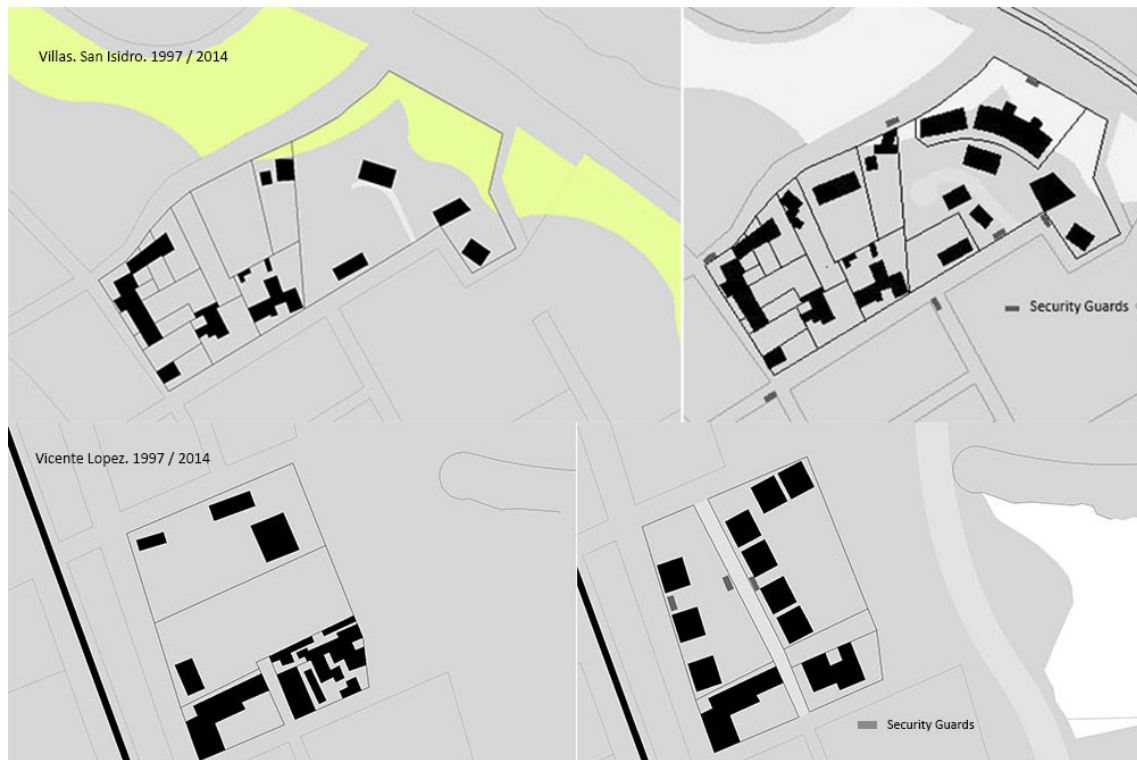 Villas. San Isidro. 1997 / 2014
Security Guards
Vicente Lopez. 1997 / 2014
Security Guards